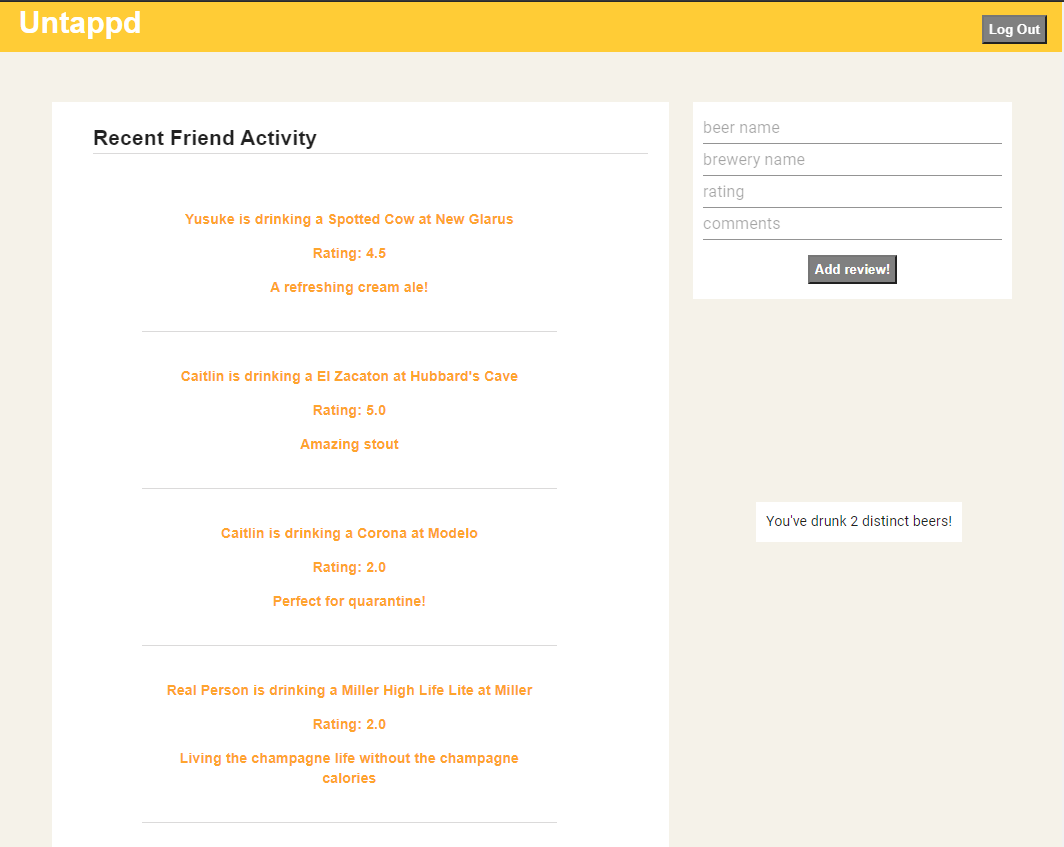 Untappd
Log Out
Recent Friend Activity
Yusuke is drinking a Spotted Cow at New Glarus
Rating: 4.5
A refreshing cream ale!
Caitlin is drinking a El Zacaton at Hubbard's Cave
Rating: 5.0
Amazing stout
Caitlin is drinking a Corona at Modelo
Rating: 2.0
Perfect for quarantine!
Real Person is drinking a Miller High Life Lite at Miller
Rating: 2.0
Living the champagne life without the champagne
calories
beer name
brewery name
rating
comments
Add review!
You've drunk 2 distinct beers!